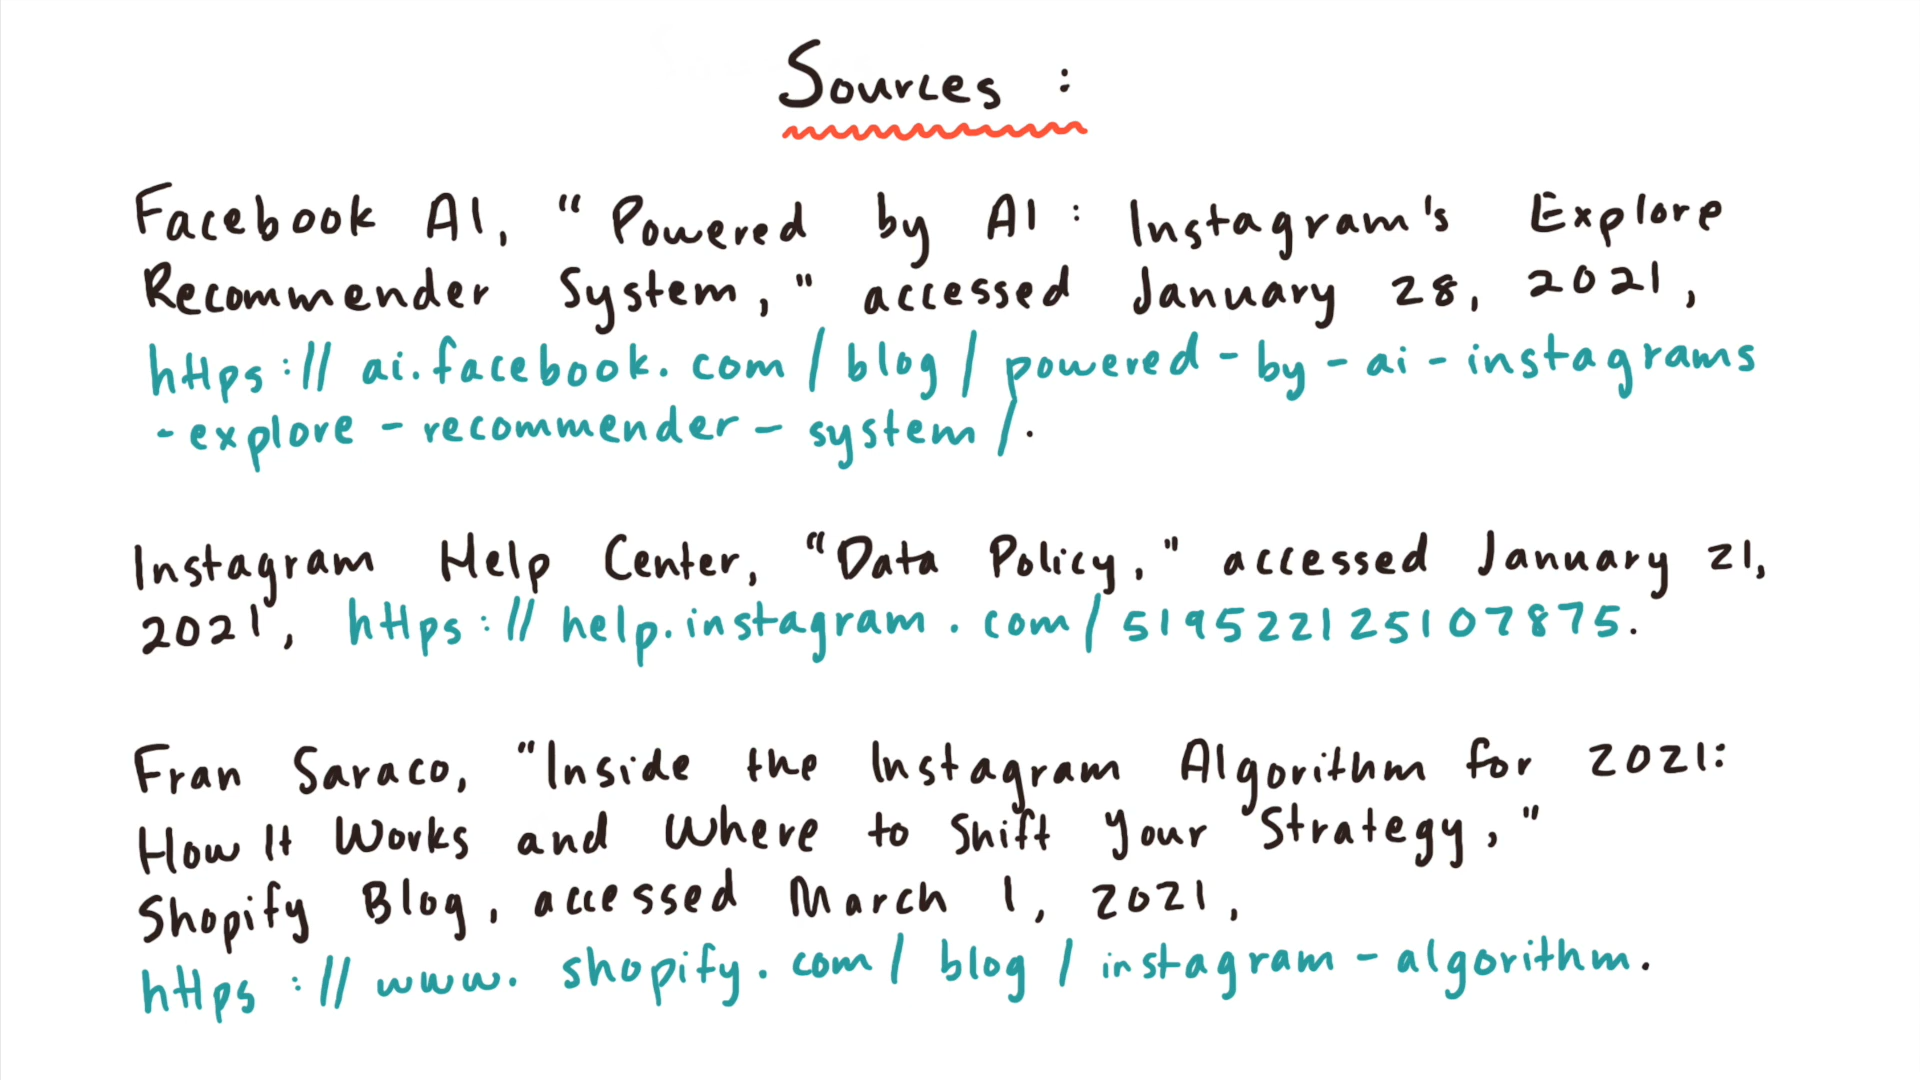 Sources :
Facebook AI, "Powered by AI: Instagram's Explore
Recommender System," accessed January 28, 2021,
https://ai.facebook.com/blog/powered-by-ai-instagrams
-explore-recommender-system/.
Instagram Help Center, "Data Policy," accessed January 21,
2021, https://help.instagram.com/519522125107875.
Fran Saraco, "Inside the Instagram Algorithm for 2021:
How It Works and Where to Shift Your Strategy,"
Shopify Blog, accessed March 1, 2021,
https://www.shopify.com/blog/instagram-algorithm.